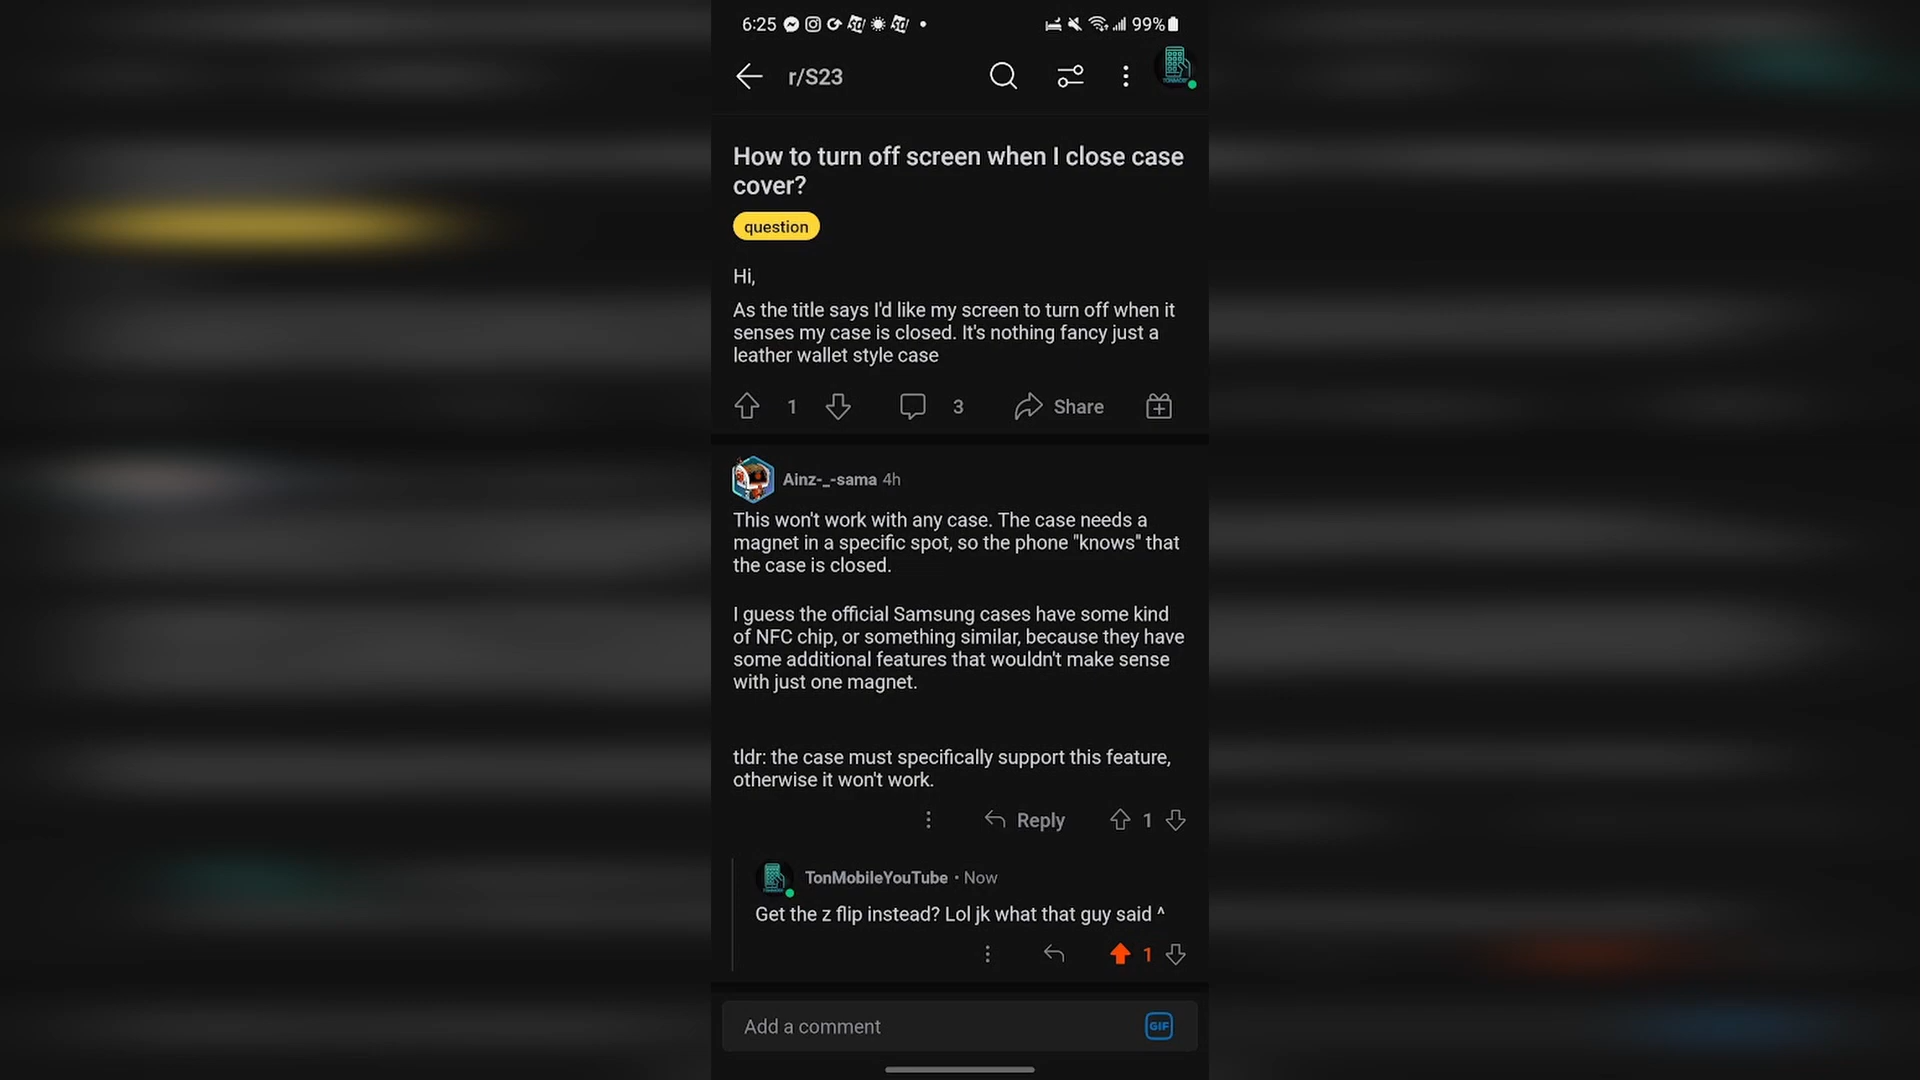 6:25 99%
r/S23
How to turn off screen when I close case
cover?
question
Hi,
As the title says I'd like my screen to turn off when it
senses my case is closed. It's nothing fancy just a
leather wallet style case
1 3 Share
Ainz-_-sama 4h
This won't work with any case. The case needs a
magnet in a specific spot, so the phone "knows" that
the case is closed.
I guess the official Samsung cases have some kind
of NFC chip, or something similar, because they have
some additional features that wouldn't make sense
with just one magnet.
tldr: the case must specifically support this feature,
otherwise it won't work.
Reply 1
TonMobileYouTube • Now
Get the z flip instead? Lol jk what that guy said ^
1
Add a comment GIF